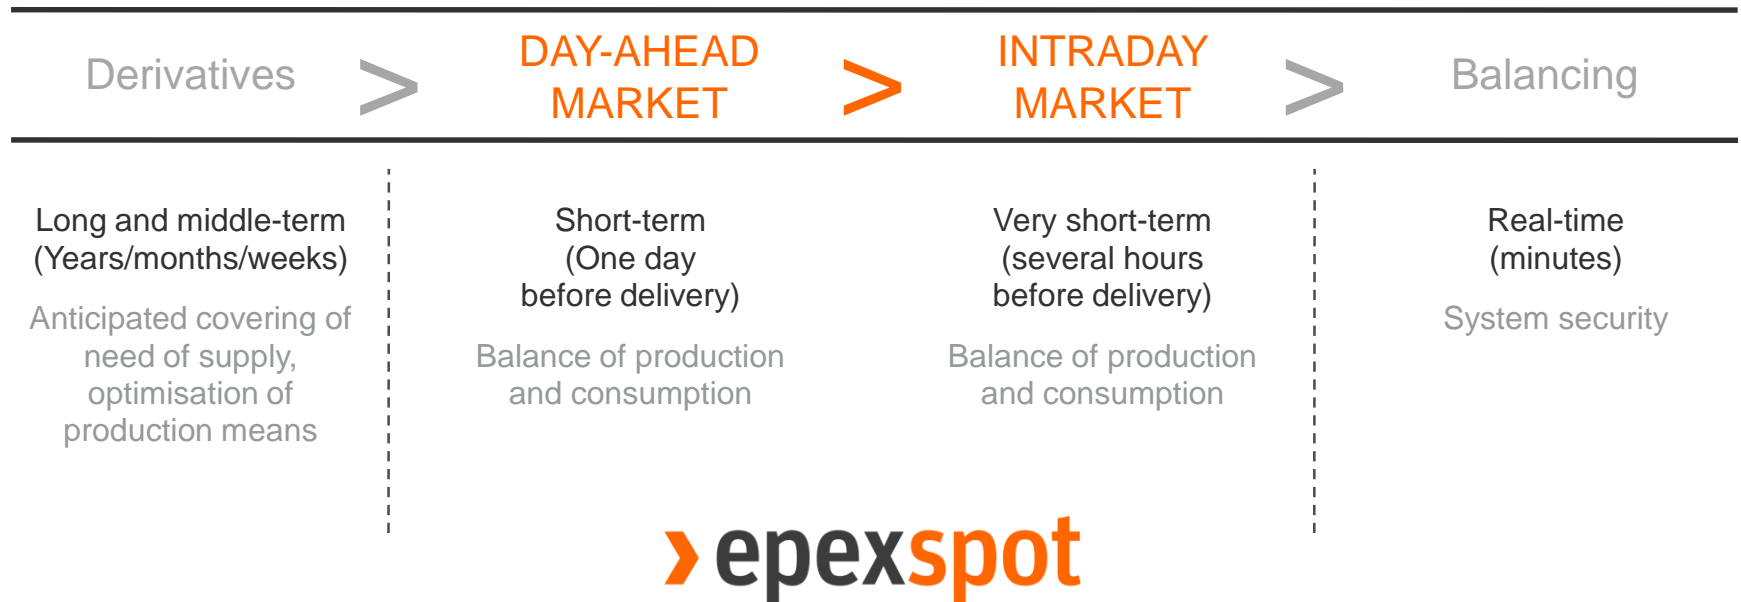 Derivatives
>
DAY-AHEAD
MARKET
>
INTRADAY
MARKET
>
Balancing
Long and middle-term
(Years/months/weeks)
Anticipated covering of
need of supply,
optimisation of
production means
Short-term
(One day
before delivery)
Balance of production
and consumption
Very short-term
(several hours
before delivery)
Balance of production
and consumption
Real-time
(minutes)
System security
epexspot